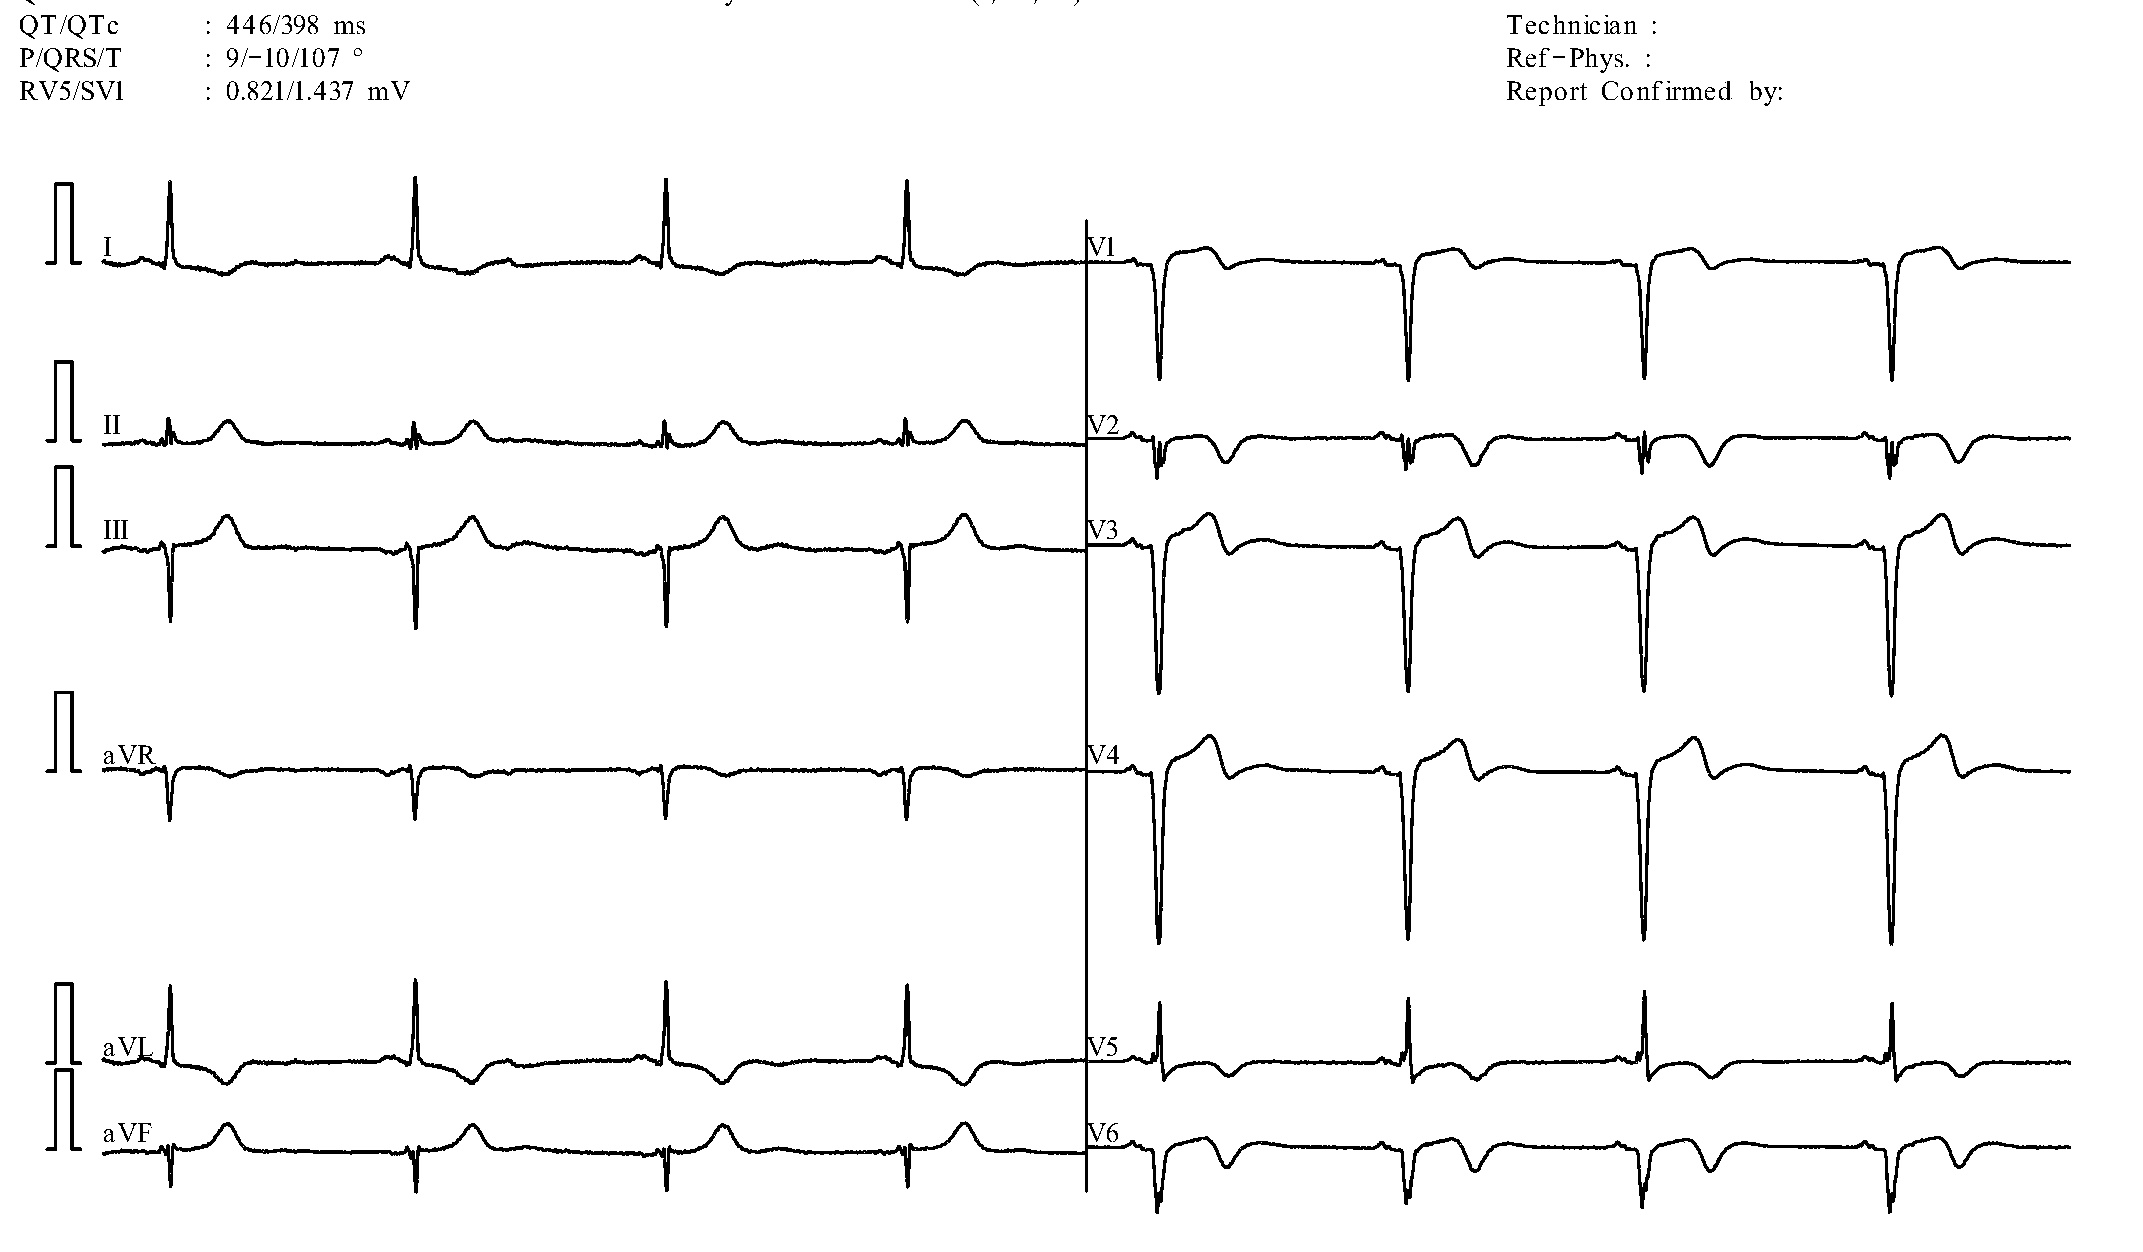 QT/QTc : 446/398 ms
P/QRS/T : 9/-10/107 °
RV5/SV1 : 0.821/1.437 mV
Technician :
Ref-Phys. :
Report Confirmed by:
I
II
III
aVR
aVL
aVF
V1
V2
V3
V4
V5
V6